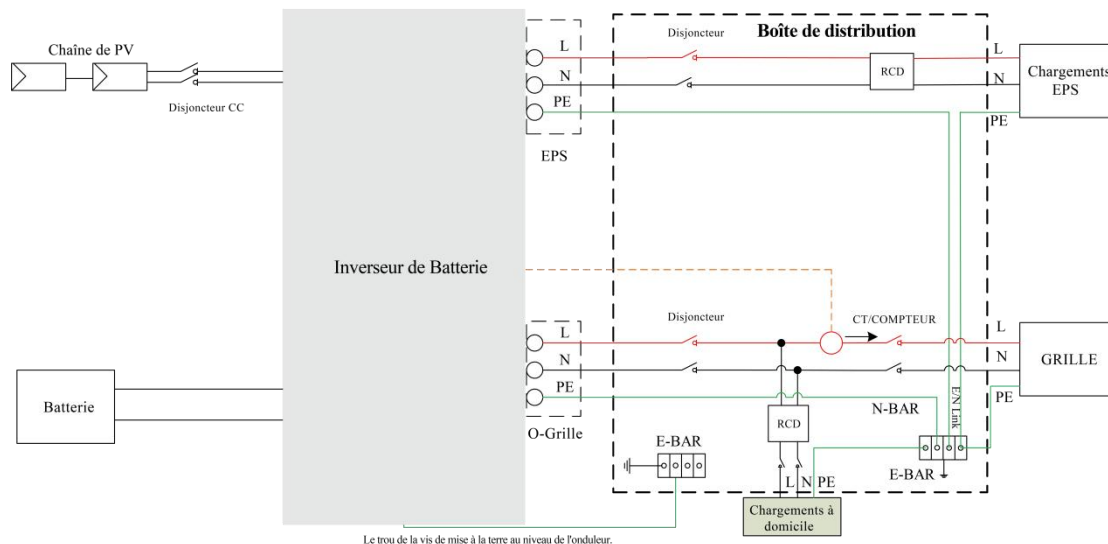 Chaîne de PV
Disjoncteur CC
Inverseur de Batterie
Batterie
L
N
PE
EPS
Disjoncteur
Boîte de distribution
RCD
L
N
PE
Chargements
EPS
L
N
PE
O-Grille
Disjoncteur
CT/COMPTEUR
L
N
PE
GRILLE
N-BAR
E/N Link
E-BAR
RCD
L N PE
E-BAR
Chargements à
domicile
Le trou de la vis de mise à la terre au niveau de l'onduleur.